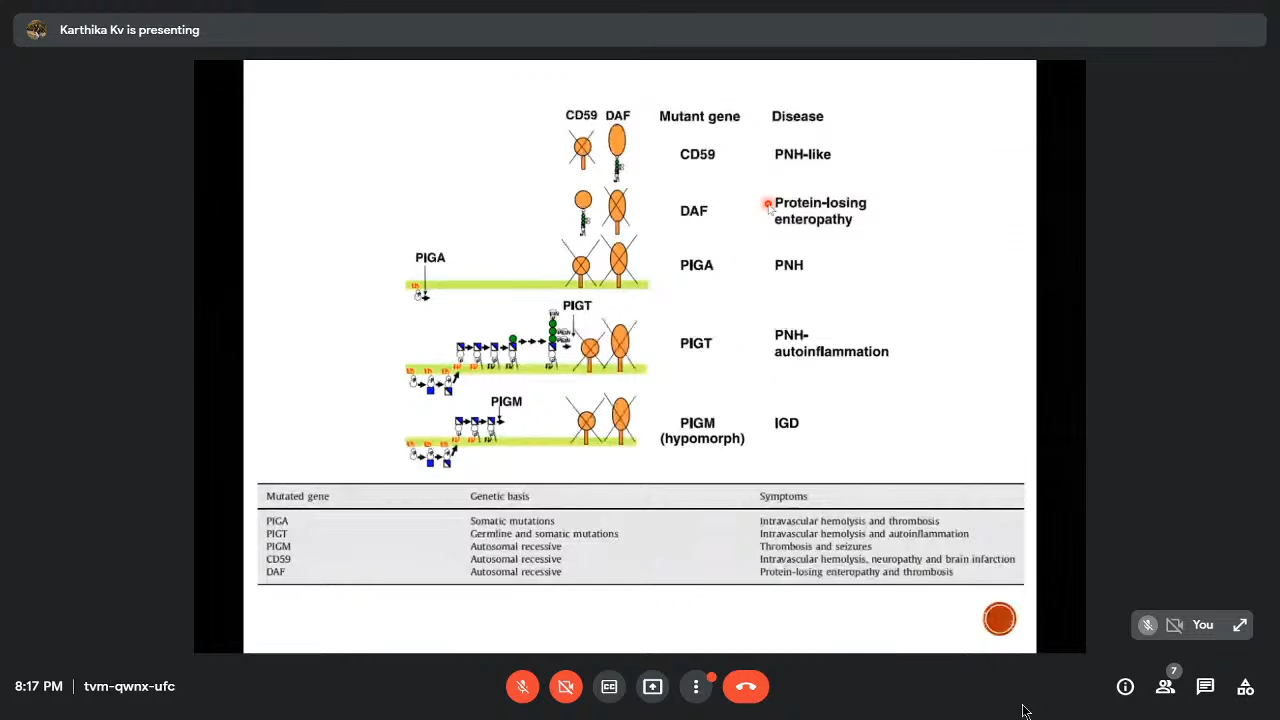 Karthika Kv is presenting
CD59 DAF Mutant gene Disease
CD59 PNH-like
DAF Protein-losing
enteropathy
PIGA
PIGA PNH
PIGT
PIGT PNH-
autoinflammation
PIGM
PIGM IGD
(hypomorph)
Mutated gene Genetic basis Symptoms
PIGA Somatic mutations Intravascular hemolysis and thrombosis
PIGT Germline and somatic mutations Intravascular hemolysis and autoinflammation
PIGM Autosomal recessive Thrombosis and seizures
CD59 Autosomal recessive Intravascular hemolysis, neuropathy and brain infarction
DAF Autosomal recessive Protein-losing enteropathy and thrombosis
You
8:17 PM | tvm-qwnx-ufc
7